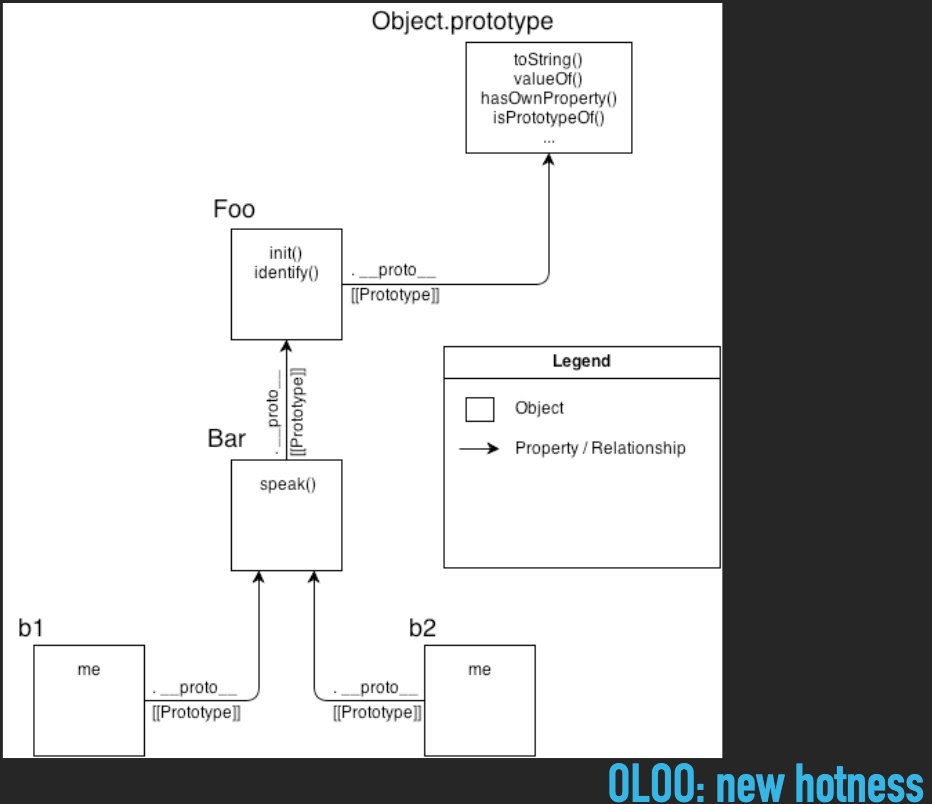 Object.prototype
toString()
valueOf()
hasOwnProperty()
isPrototypeOf()
...
Foo
init()
identify()
. __proto__
[[Prototype]]
. __proto__
[[Prototype]]
Legend
Object
Property / Relationship
Bar
speak()
b1
me
. __proto__
[[Prototype]]
b2
me
. __proto__
[[Prototype]]
OLOO: new hotness